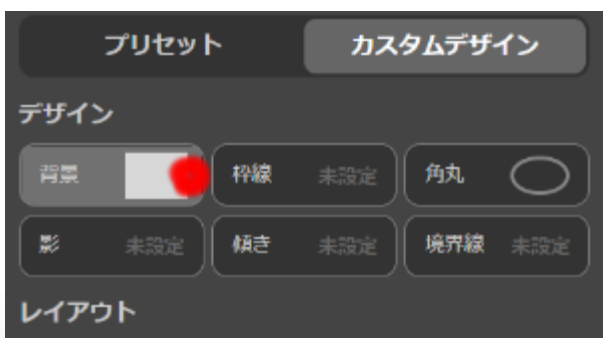 プリセット カスタムデザイン
デザイン
背景 枠線 未設定 角丸
影 未設定 傾き 未設定 境界線 未設定
レイアウト